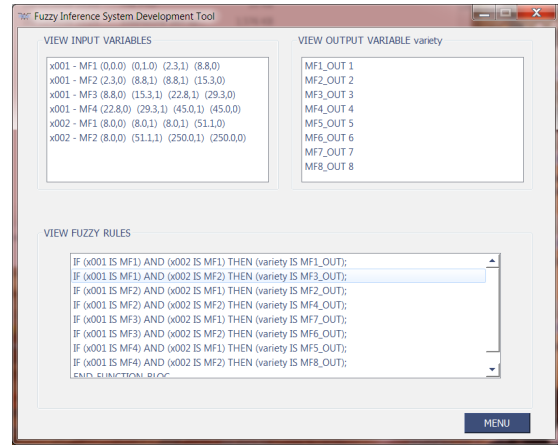 Fuzzy Inference System Development Tool
VIEW INPUT VARIABLES
x001 - MF1 (0,0.0) (0,1.0) (2.3,1) (8.8,0)
x001 - MF2 (2.3,0) (8.8,1) (8.8,1) (15.3,0)
x001 - MF3 (8.8,0) (15.3,1) (22.8,1) (29.3,0)
x001 - MF4 (22.8,0) (29.3,1) (45.0,1) (45.0,0)
x002 - MF1 (8.0,0) (8.0,1) (8.0,1) (51.1,0)
x002 - MF2 (8.0,0) (51.1,1) (250.0,1) (250.0,0)
VIEW OUTPUT VARIABLE variety
MF1_OUT 1
MF2_OUT 2
MF3_OUT 3
MF4_OUT 4
MF5_OUT 5
MF6_OUT 6
MF7_OUT 7
MF8_OUT 8
VIEW FUZZY RULES
IF (x001 IS MF1) AND (x002 IS MF1) THEN (variety IS MF1_OUT);
IF (x001 IS MF1) AND (x002 IS MF2) THEN (variety IS MF3_OUT);
IF (x001 IS MF2) AND (x002 IS MF1) THEN (variety IS MF2_OUT);
IF (x001 IS MF2) AND (x002 IS MF2) THEN (variety IS MF4_OUT);
IF (x001 IS MF3) AND (x002 IS MF1) THEN (variety IS MF7_OUT);
IF (x001 IS MF3) AND (x002 IS MF2) THEN (variety IS MF6_OUT);
IF (x001 IS MF4) AND (x002 IS MF1) THEN (variety IS MF5_OUT);
IF (x001 IS MF4) AND (x002 IS MF2) THEN (variety IS MF8_OUT);
END_FUNCTION_BLOC
MENU